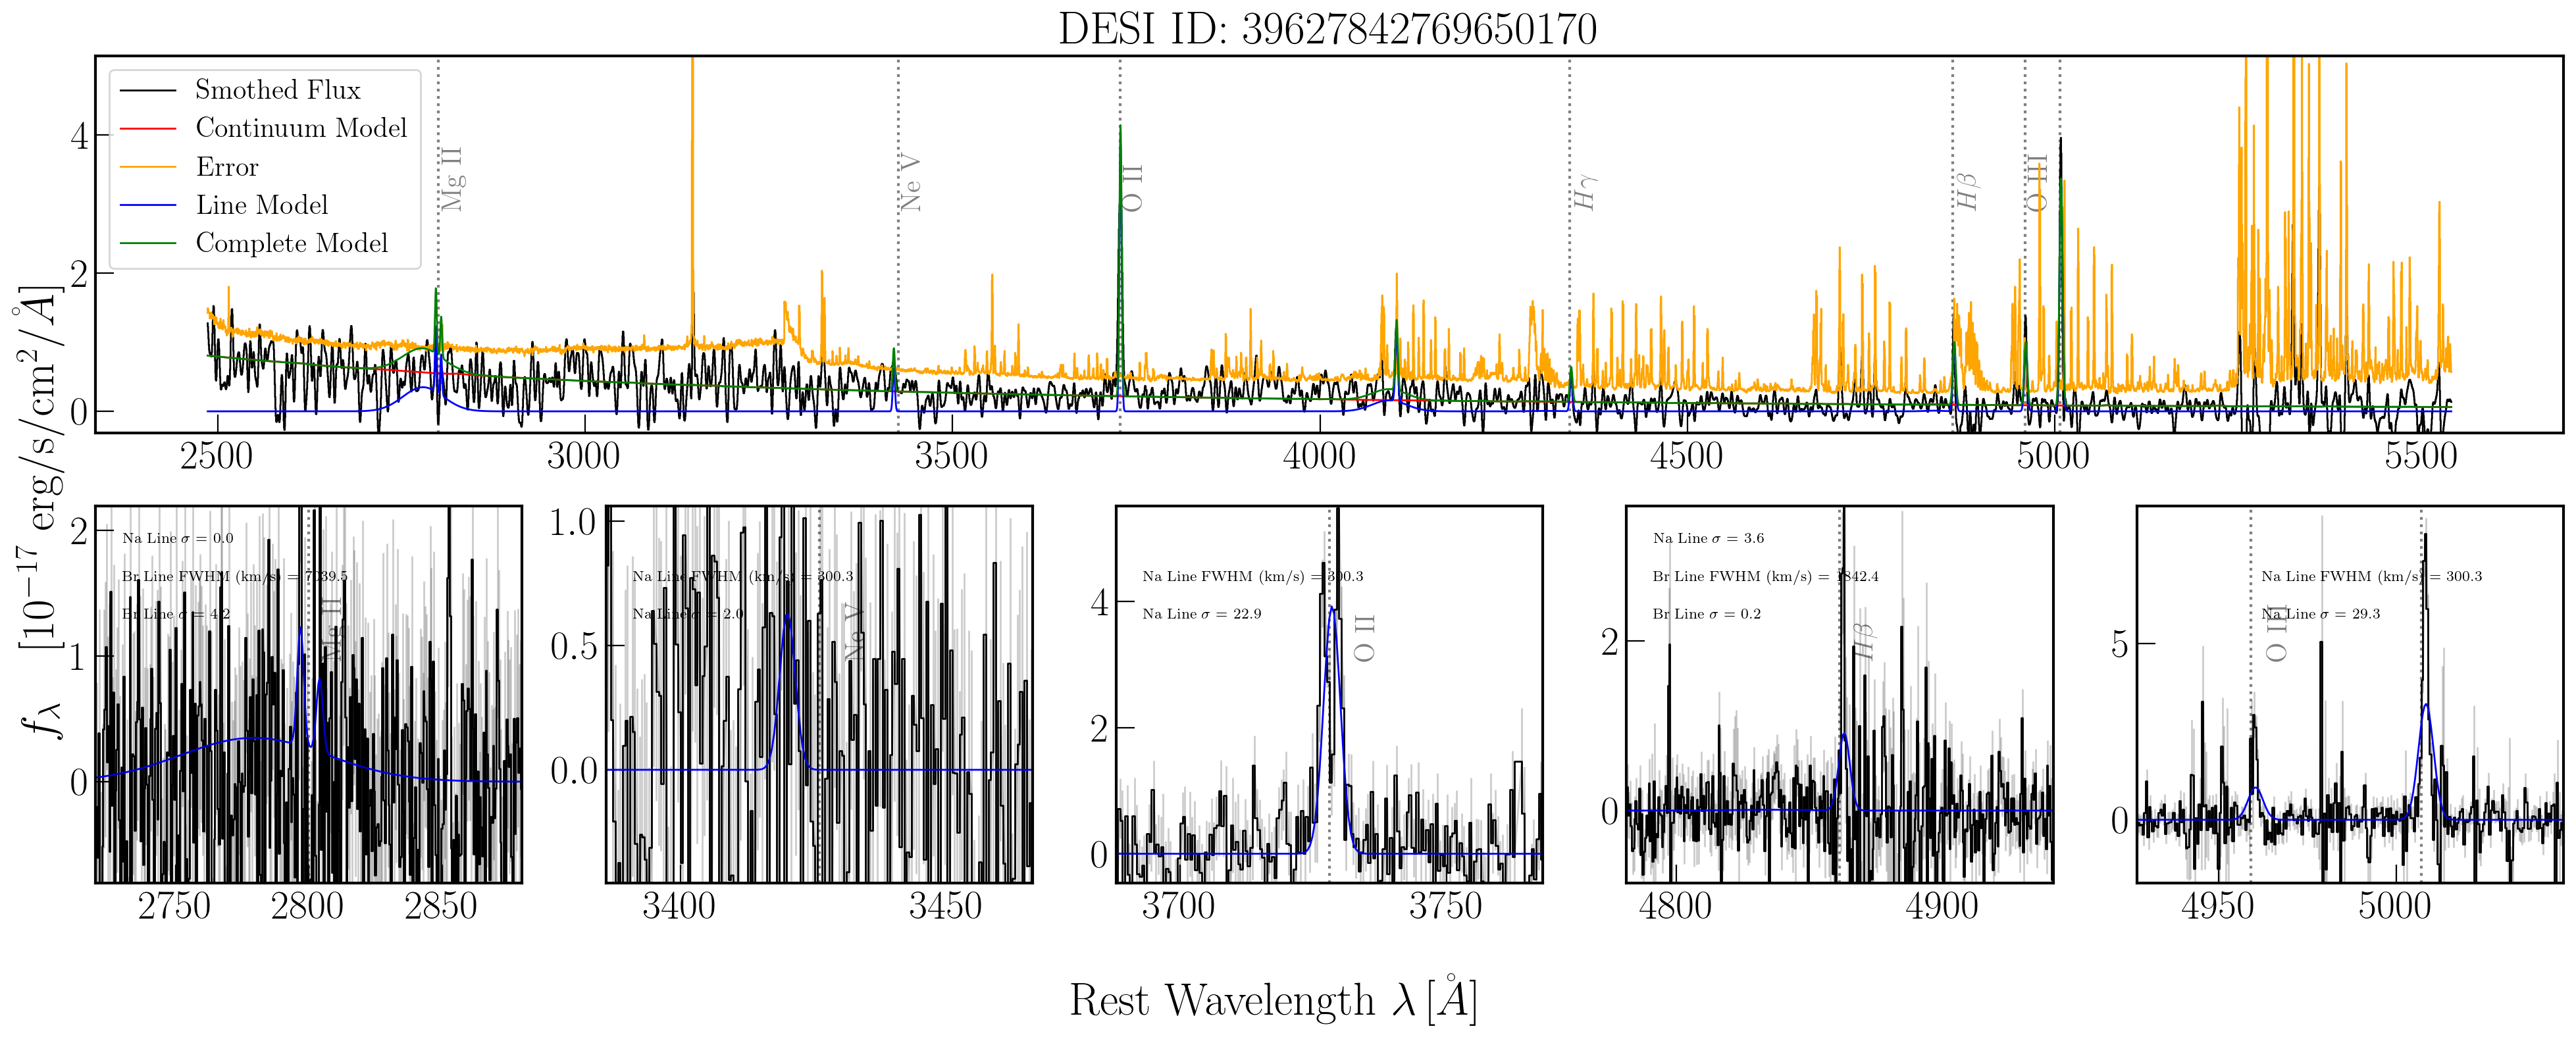 DESI ID: 39627842769650170
Smothed Flux
Continuum Model
Error
Line Model
Complete Model
Mg II
Ne V
O II
Hγ
Hβ
O III
4
2
0
2500 3000 3500 4000 4500 5000 5500
f_λ [10^{-17} erg/s/cm^2/Å]
Na Line σ = 0.0
Br Line FWHM (km/s) = 7039.5
Br Line σ = 4.2
Mg II
2
1
0
2750 2800 2850
Na Line FWHM (km/s) = 300.3
Na Line σ = 2.0
Ne V
1.0
0.5
0.0
3400 3450
Na Line FWHM (km/s) = 300.3
Na Line σ = 22.9
O II
4
2
0
3700 3750
Na Line σ = 3.6
Br Line FWHM (km/s) = 1842.4
Br Line σ = 0.2
Hβ
2
0
4800 4900
Na Line FWHM (km/s) = 300.3
Na Line σ = 29.3
O III
5
0
4950 5000
Rest Wavelength λ [Å]